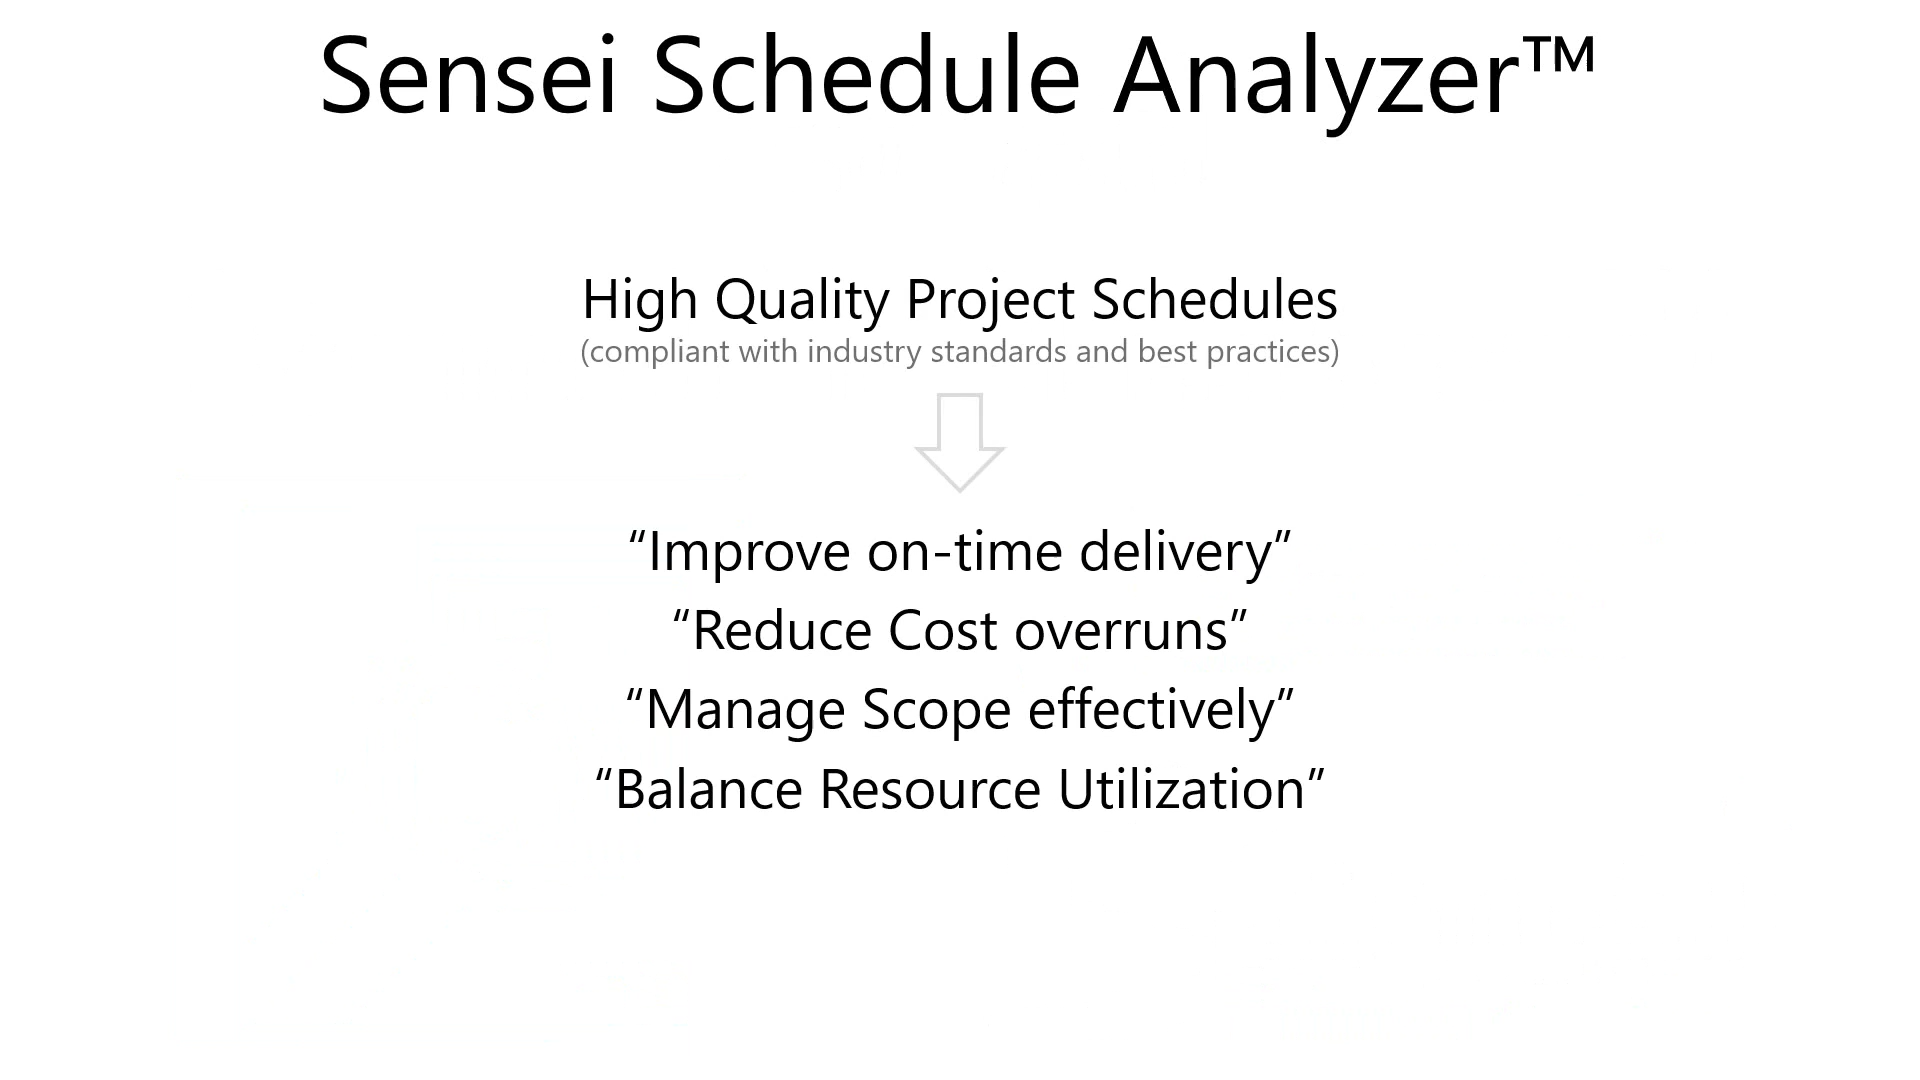 Sensei Schedule Analyzer™
High Quality Project Schedules
(compliant with industry standards and best practices)
“Improve on-time delivery”
“Reduce Cost overruns”
“Manage Scope effectively”
“Balance Resource Utilization”